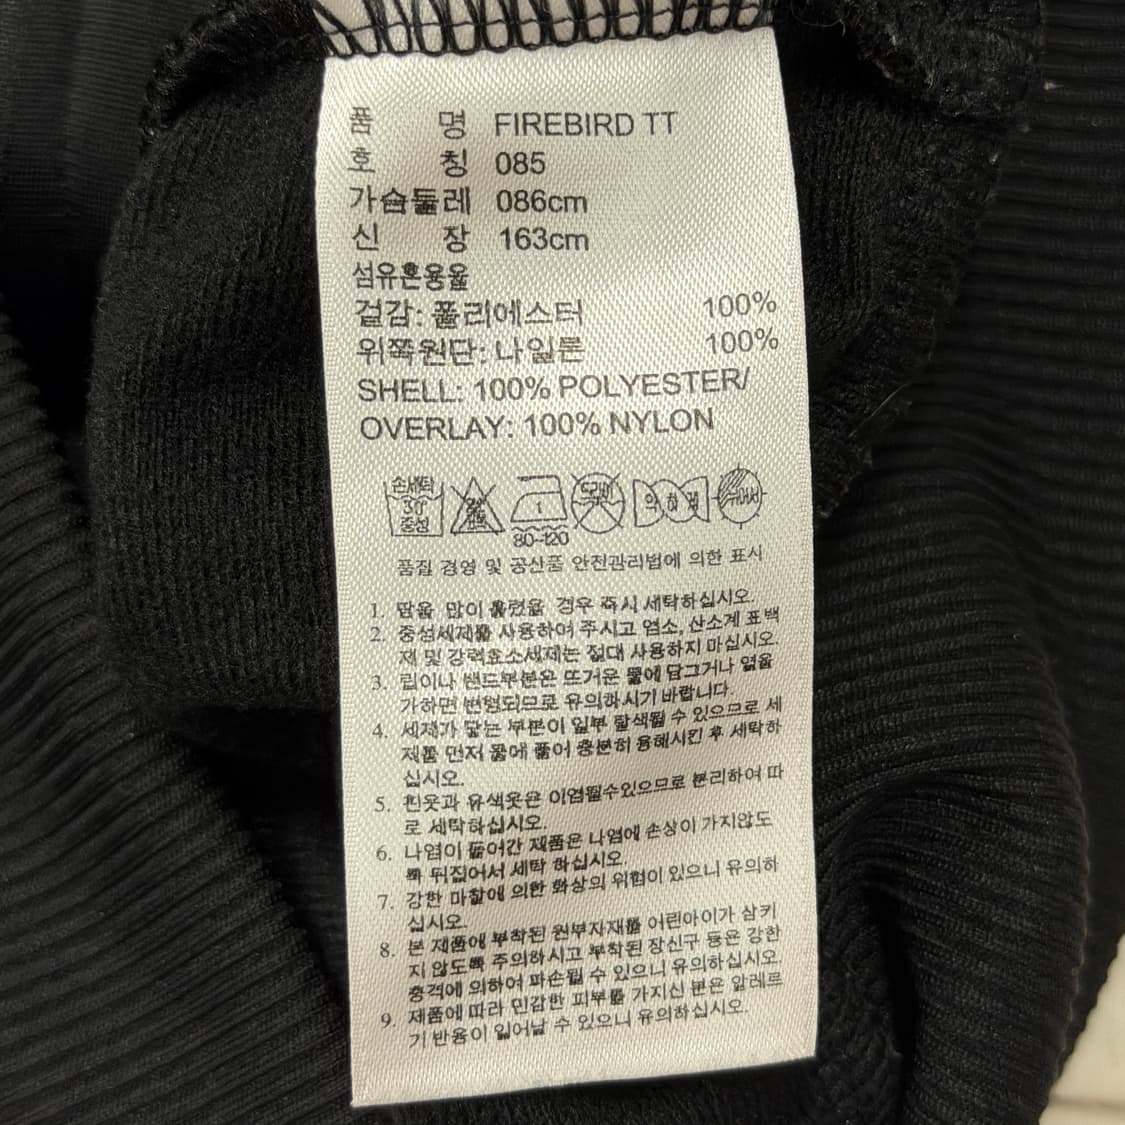 품 명 FIREBIRD TT
호 칭 085
가슴둘레 086cm
신 장 163cm
섬유혼용율
겉감: 폴리에스터 100%
위쪽원단: 나일론 100%
SHELL: 100% POLYESTER/
OVERLAY: 100% NYLON
손세탁 30 중성 1 80-120
품질 경영 및 공산품 안전관리법에 의한 표시
1. 땀을 많이 흘렸을 경우 즉시 세탁하십시오.
2. 중성세제를 사용하여 주시고 염소, 산소계 표백
제 및 강력효소세제는 절대 사용하지 마십시오.
3. 립이나 밴드부분은 뜨거운 물에 담그거나 열을
가하면 변형되므로 유의하시기 바랍니다.
4. 세제가 닿는 부분이 일부 탈색될 수 있으므로 세
제를 먼저 물에 풀어 충분히 용해시킨 후 세탁하
십시오.
5. 흰옷과 유색옷은 이염될수있으므로 분리하여 따
로 세탁하십시오.
6. 나염이 들어간 제품은 나염에 손상이 가지않도
록 뒤집어서 세탁 하십시오.
7. 강한 마찰에 의한 화상의 위험이 있으니 유의하
십시오.
8. 본 제품에 부착된 원부자재를 어린아이가 삼키
지 않도록 주의하시고 부착된 장신구 등은 강한
충격에 의하여 파손될 수 있으니 유의하십시오.
9. 제품에 따라 민감한 피부를 가지신 분은 알레르
기 반응이 일어날 수 있으니 유의하십시오.